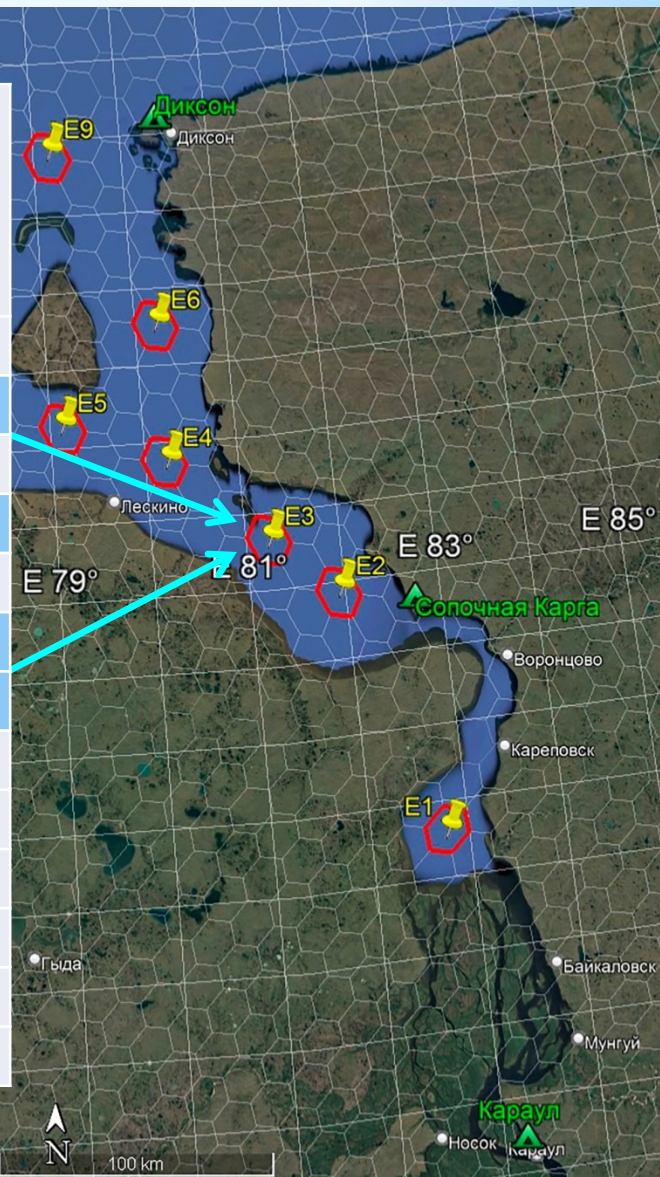 Диксон
Диксон
E9
E6
E5
E4
Лескино
E3
E 85°
E 83°
E 81°
E2
E 79°
Сопочная Карга
Воронцово
Кареповск
E1
Гыда
Байкаловск
Мунгуй
Караул
Носок
Караул
N
100 km